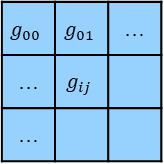 g₀₀ g₀₁ ...
... gᵢⱼ
...